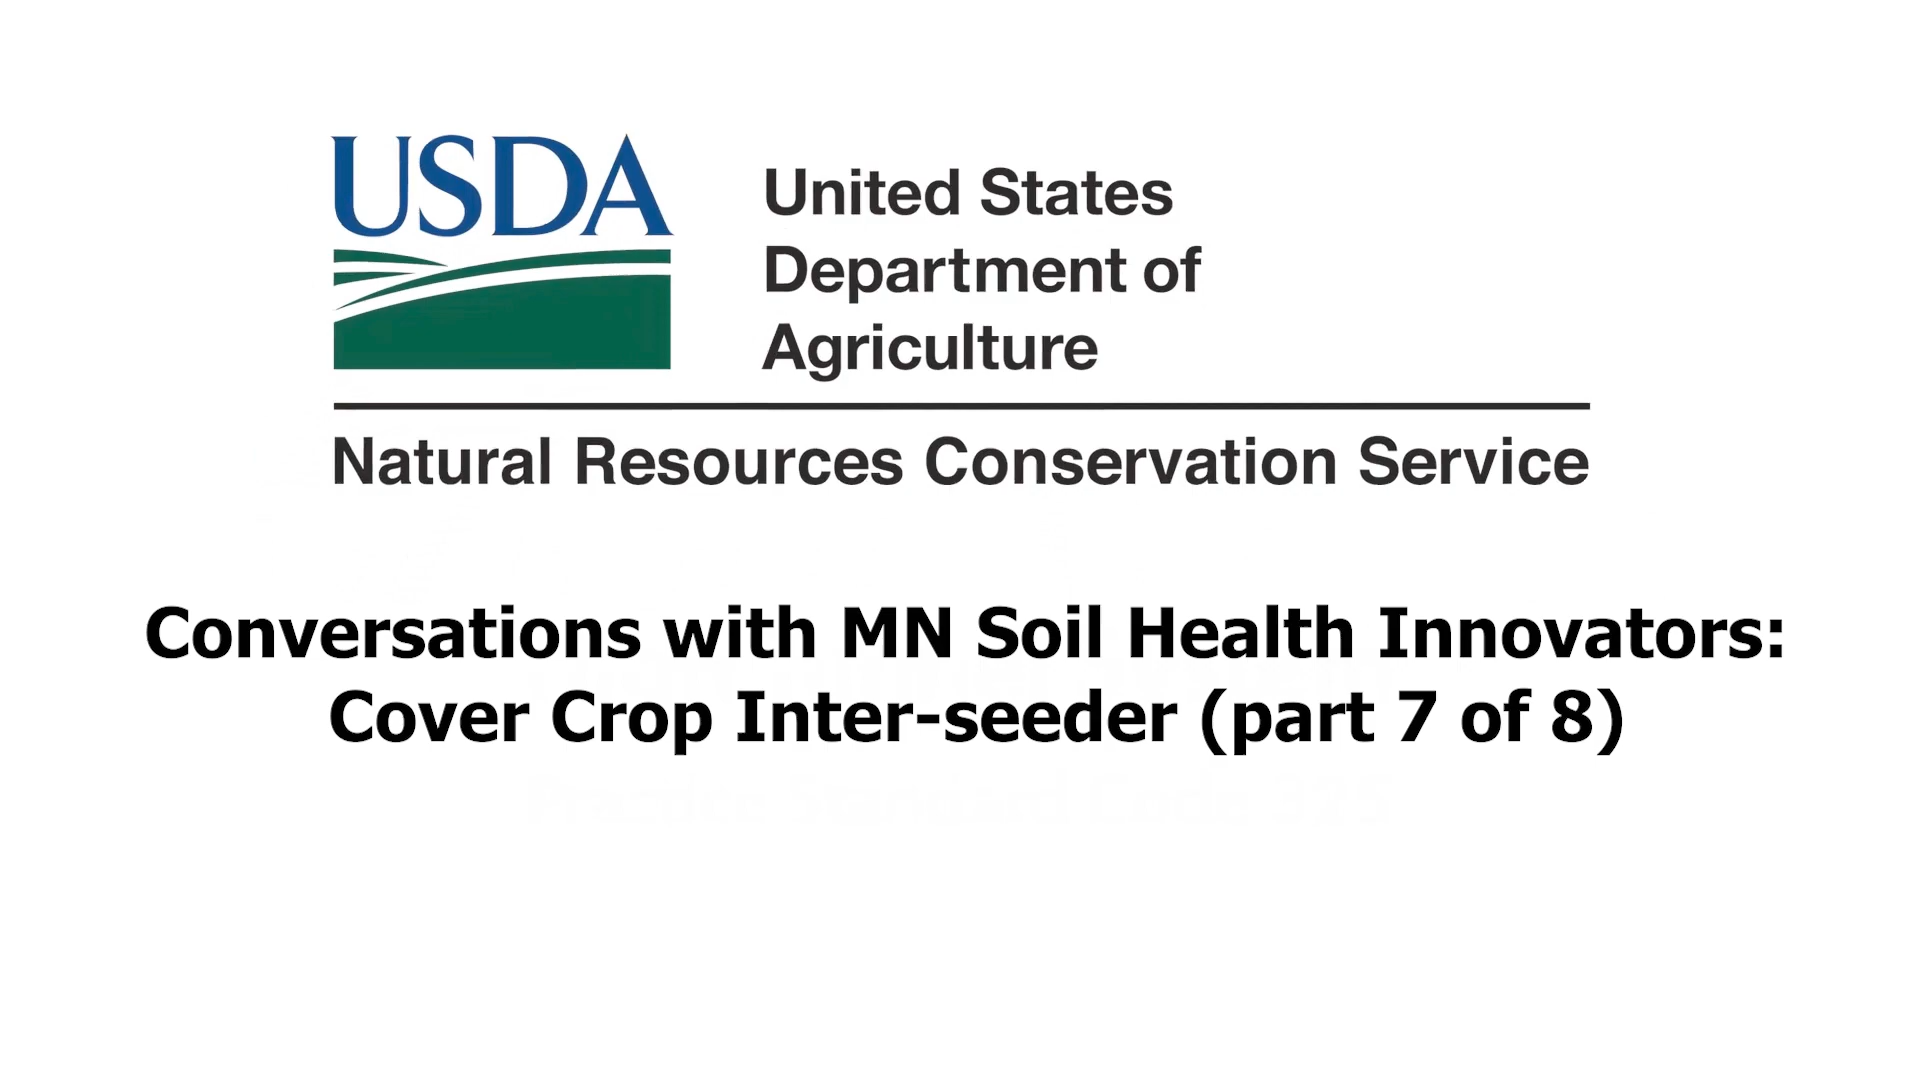 USDA
United States
Department of
Agriculture
Natural Resources Conservation Service
Conversations with MN Soil Health Innovators:
Cover Crop Inter-seeder (part 7 of 8)